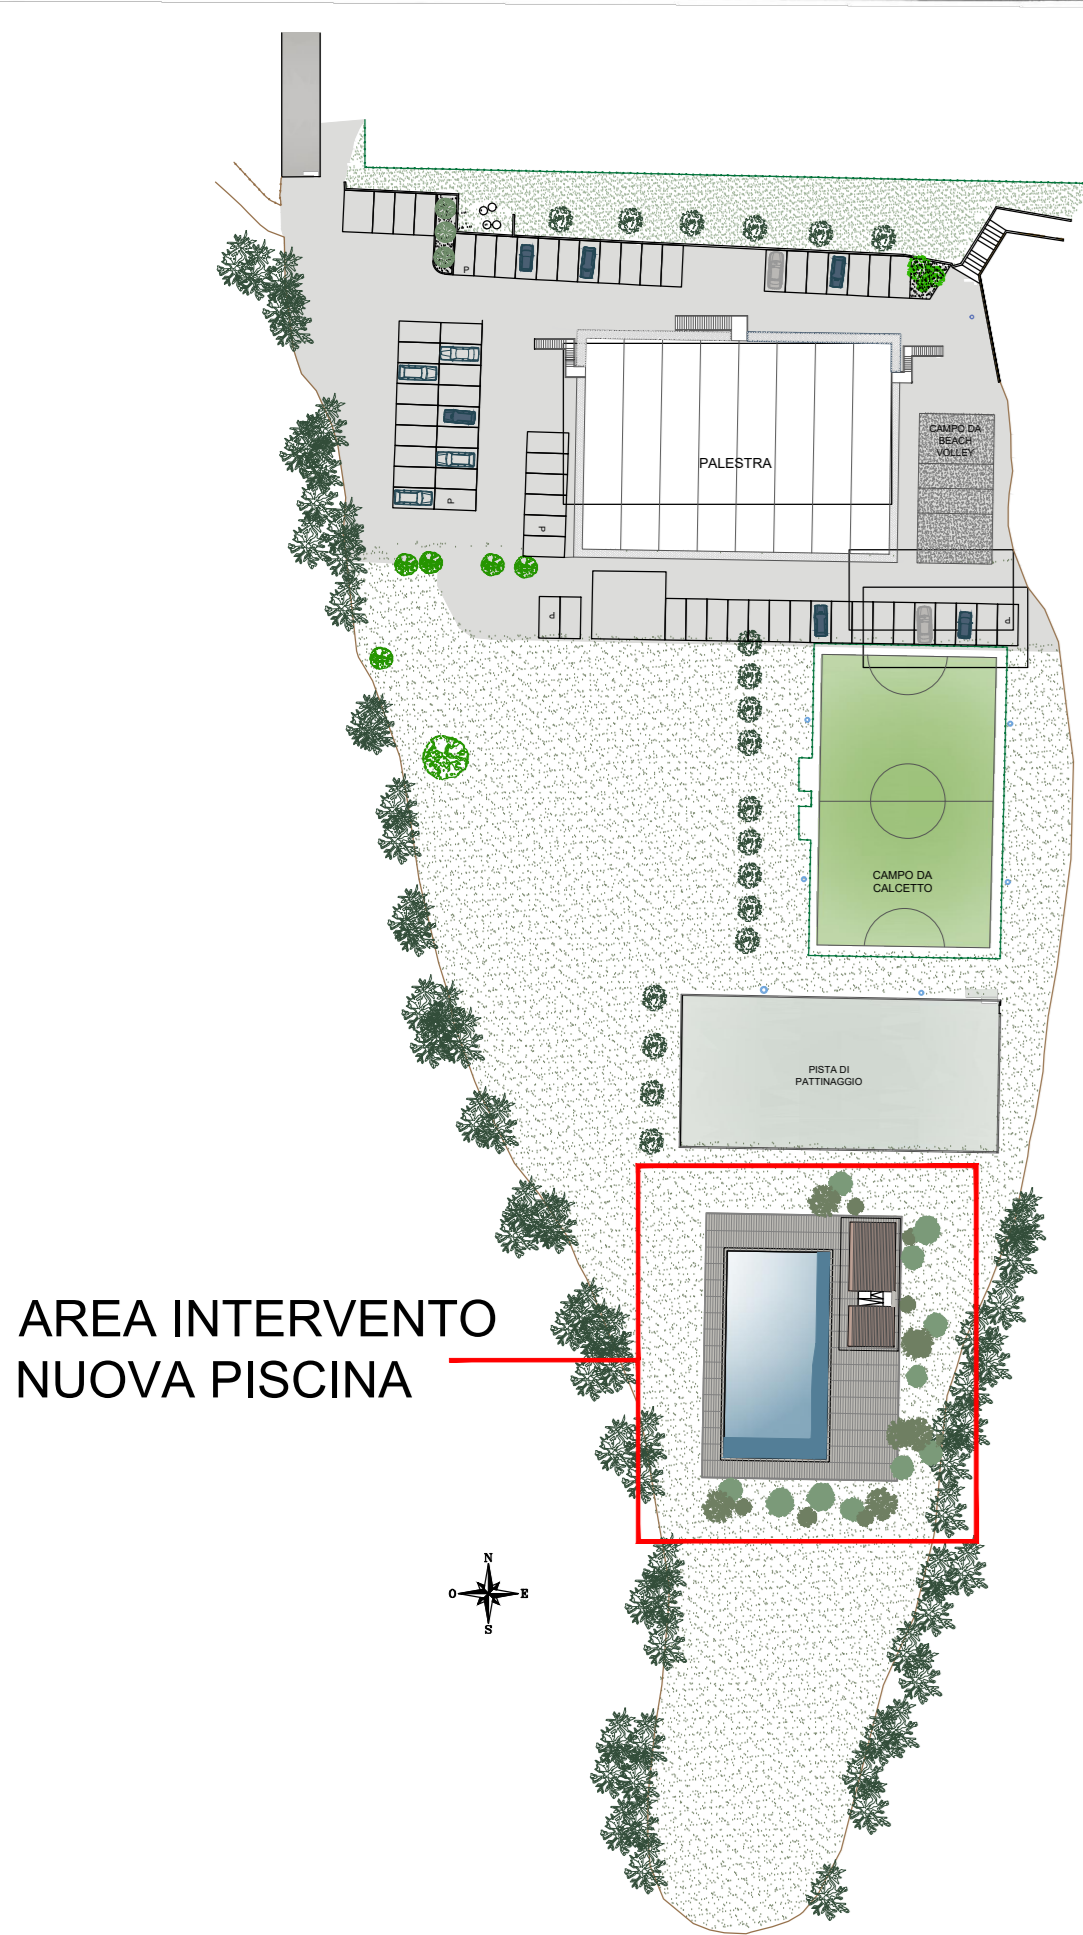 P
PALESTRA
CAMPO DA
BEACH
VOLLEY
P
P
P
P
CAMPO DA
CALCETTO
PISTA DI
PATTINAGGIO
AREA INTERVENTO
NUOVA PISCINA
N
O E
S